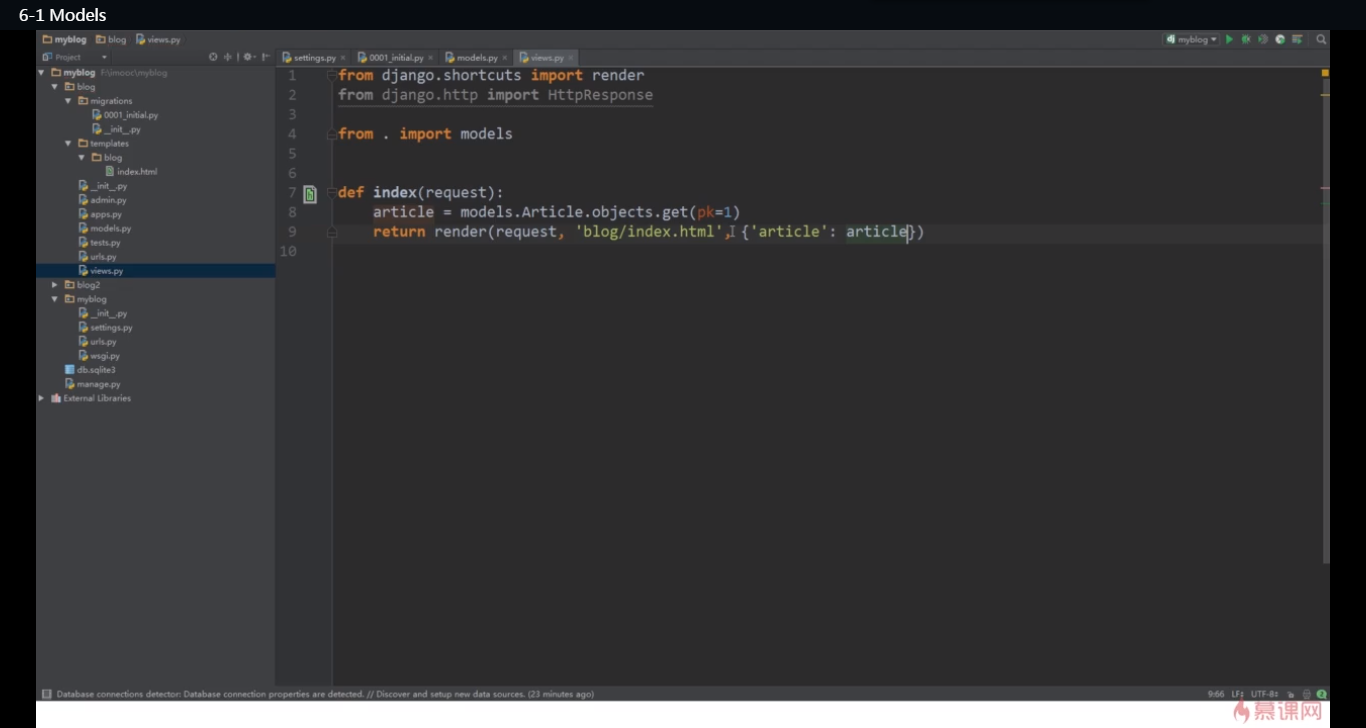 6-1 Models
myblog blog views.py
myblog
Project
settings.py 0001_initial.py models.py views.py
myblog F:\imooc\myblog
blog
migrations
0001_initial.py
__init__.py
templates
blog
index.html
__init__.py
admin.py
apps.py
models.py
tests.py
urls.py
views.py
blog2
myblog
__init__.py
settings.py
urls.py
wsgi.py
db.sqlite3
manage.py
External Libraries
1 from django.shortcuts import render
2 from django.http import HttpResponse
3
4 from . import models
5
6
7 def index(request):
8 article = models.Article.objects.get(pk=1)
9 return render(request, 'blog/index.html', {'article': article})
10
Database connections detector: Database connection properties are detected. // Discover and setup new data sources. (23 minutes ago)
9:66 LF÷ UTF-8÷
慕课网